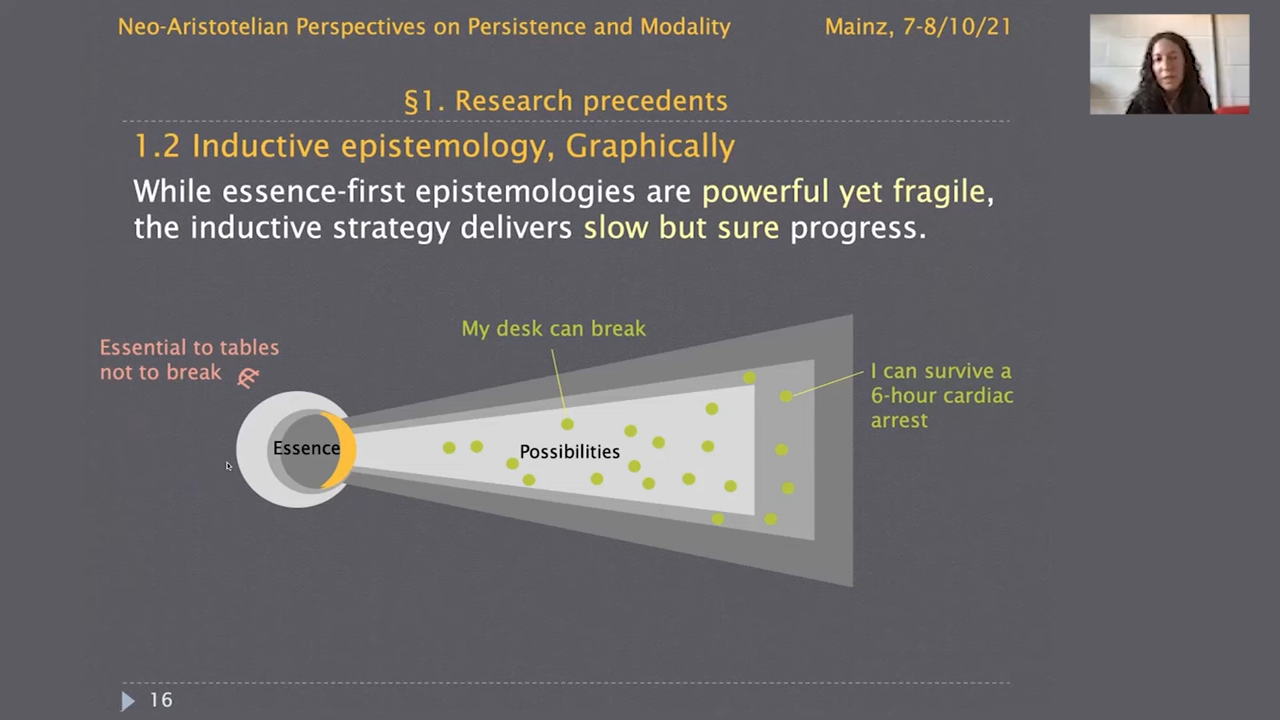 Neo-Aristotelian Perspectives on Persistence and Modality Mainz, 7-8/10/21
§1. Research precedents
1.2 Inductive epistemology, Graphically
While essence-first epistemologies are powerful yet fragile,
the inductive strategy delivers slow but sure progress.
My desk can break
Essential to tables
not to break
I can survive a
6-hour cardiac
arrest
Essence
Possibilities
16